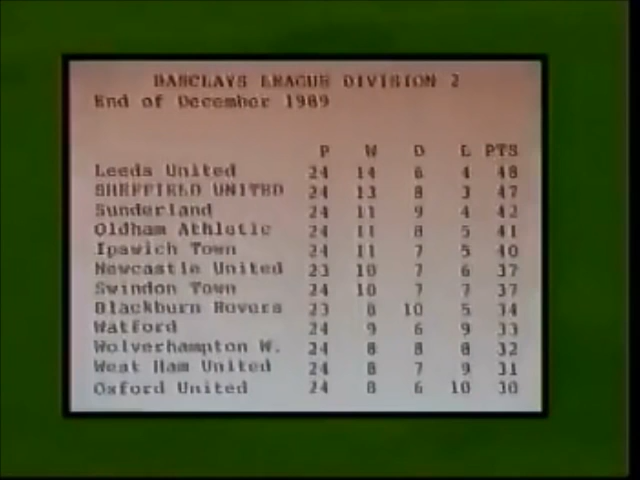 BARCLAYS LEAGUE DIVISION 2
End of December 1989
P W D L PTS
Leeds United 24 14 6 4 48
SHEFFIELD UNITED 24 13 8 3 47
Sunderland 24 11 9 4 42
Oldham Athletic 24 11 8 5 41
Ipswich Town 24 11 7 5 40
Newcastle United 23 10 7 6 37
Swindon Town 24 10 7 7 37
Blackburn Rovers 23 8 10 5 34
Watford 24 9 6 9 33
Wolverhampton W. 24 8 8 8 32
West Ham United 24 8 7 9 31
Oxford United 24 8 6 10 30